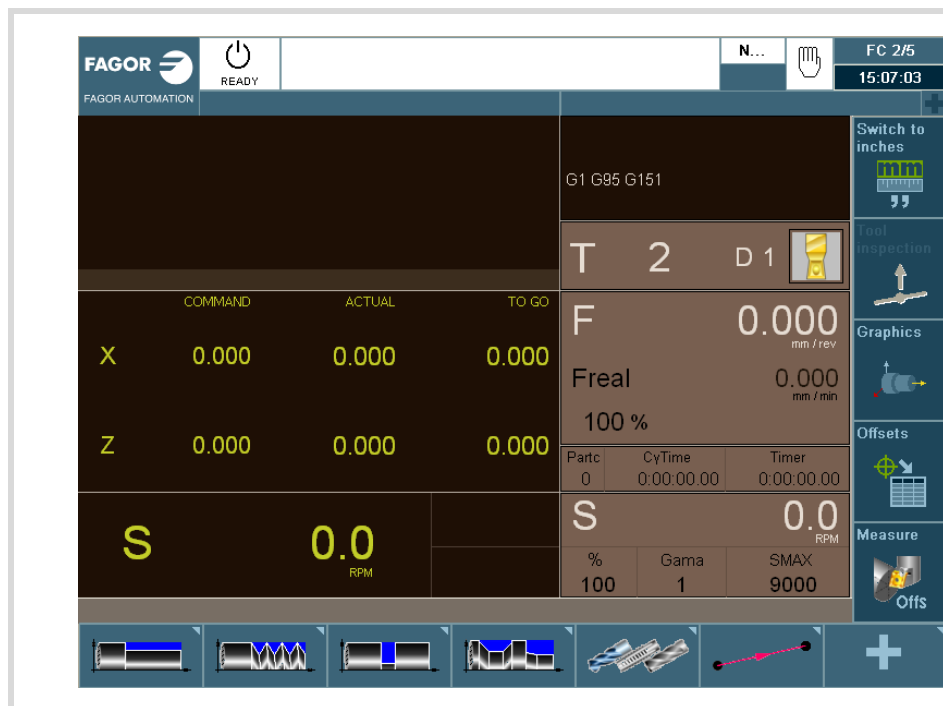 FAGOR
READY
N...
FC 2/5
15:07:03
FAGOR AUTOMATION
Switch to
inches
mm
"
G1 G95 G151
Tool
inspection
T 2 D 1
COMMAND ACTUAL TO GO
F 0.000
mm / rev
Graphics
X 0.000 0.000 0.000
Freal 0.000
mm / min
100 %
Offsets
Z 0.000 0.000 0.000
Partc CyTime Timer
0 0:00:00.00 0:00:00.00
S 0.0
RPM
S 0.0
RPM
Measure
% Gama SMAX
100 1 9000
Offs